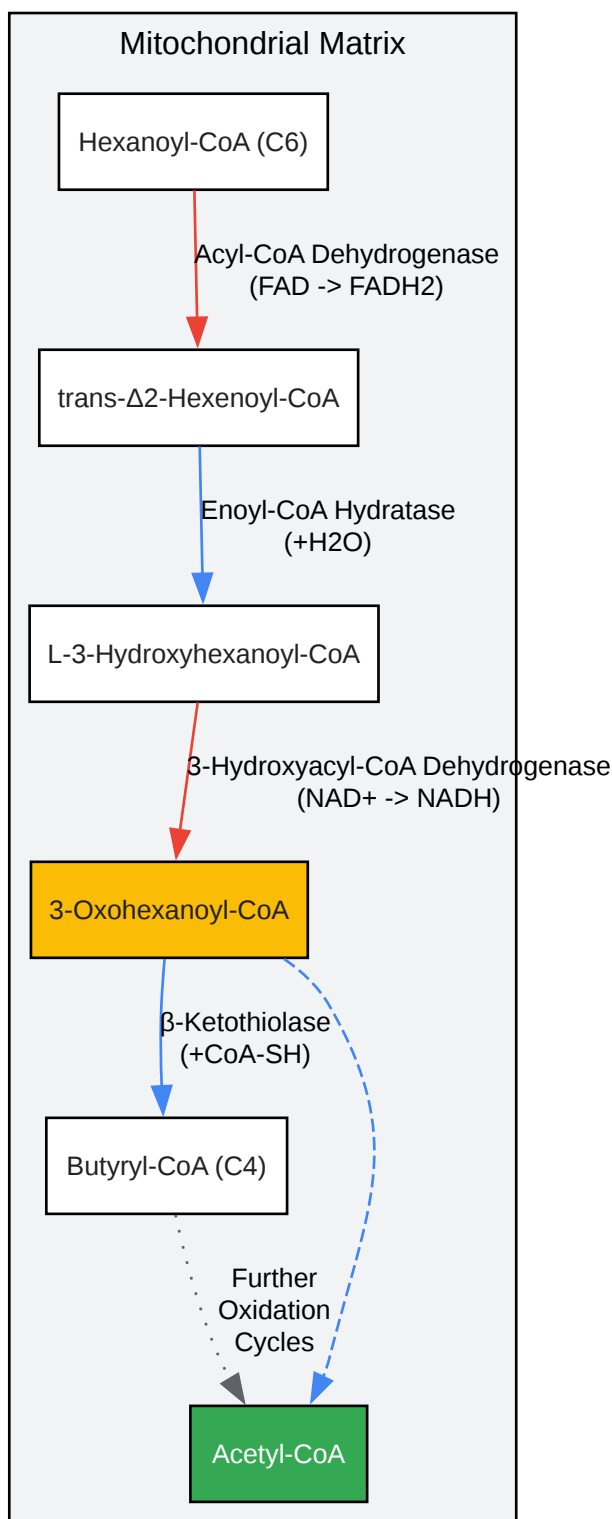 Mitochondrial Matrix
Hexanoyl-CoA (C6)
Acyl-CoA Dehydrogenase
(FAD -> FADH2)
trans-Δ2-Hexenoyl-CoA
Enoyl-CoA Hydratase
(+H2O)
L-3-Hydroxyhexanoyl-CoA
3-Hydroxyacyl-CoA Dehydrogenase
(NAD+ -> NADH)
3-Oxohexanoyl-CoA
β-Ketothiolase
(+CoA-SH)
Butyryl-CoA (C4)
Further
Oxidation
Cycles
Acetyl-CoA